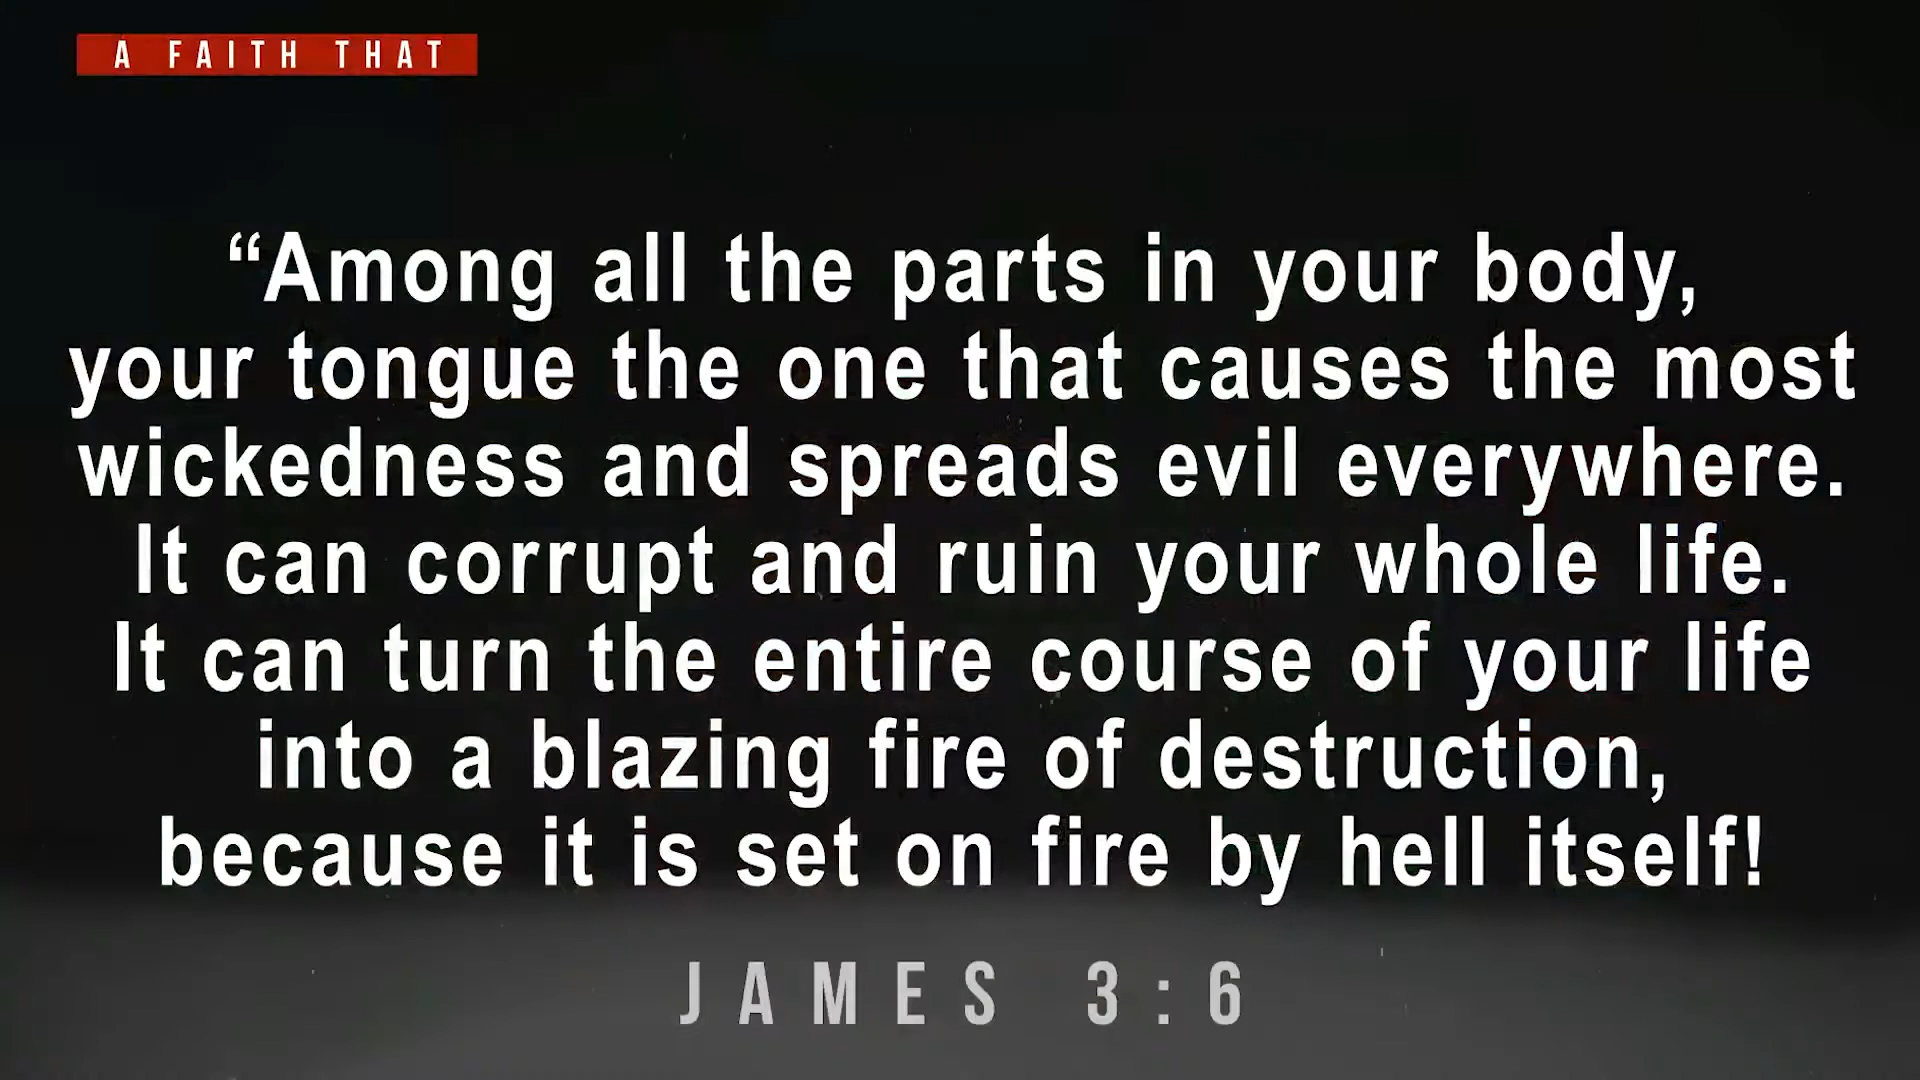 A FAITH THAT
“Among all the parts in your body,
your tongue the one that causes the most
wickedness and spreads evil everywhere.
It can corrupt and ruin your whole life.
It can turn the entire course of your life
into a blazing fire of destruction,
because it is set on fire by hell itself!
JAMES 3:6